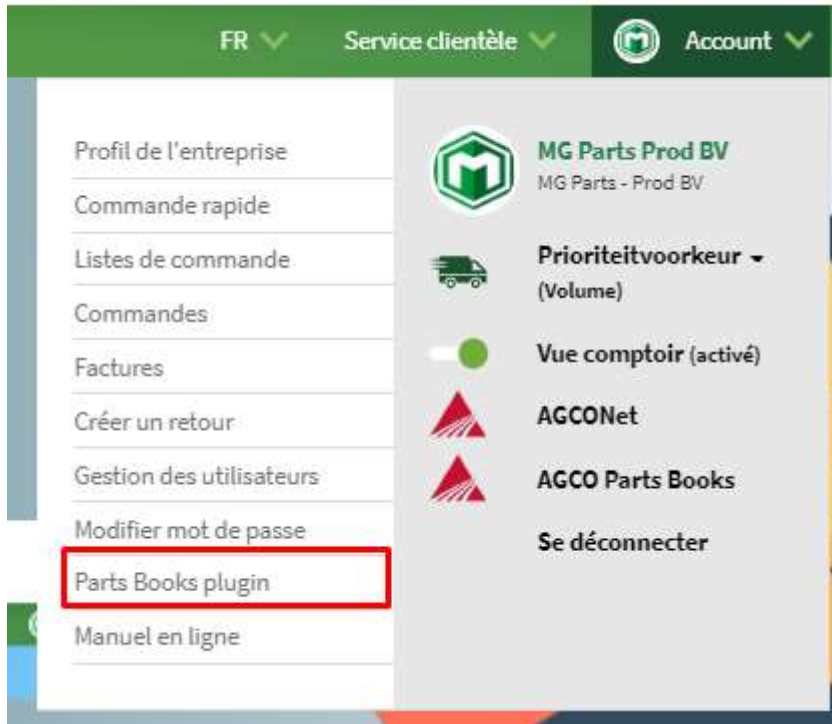 FR
Service clientèle
Account
Profil de l'entreprise
Commande rapide
Listes de commande
Commandes
Factures
Créer un retour
Gestion des utilisateurs
Modifier mot de passe
Parts Books plugin
Manuel en ligne
MG Parts Prod BV
MG Parts - Prod BV
Prioriteitvoorkeur
(Volume)
Vue comptoir (activé)
AGCONet
AGCO Parts Books
Se déconnecter